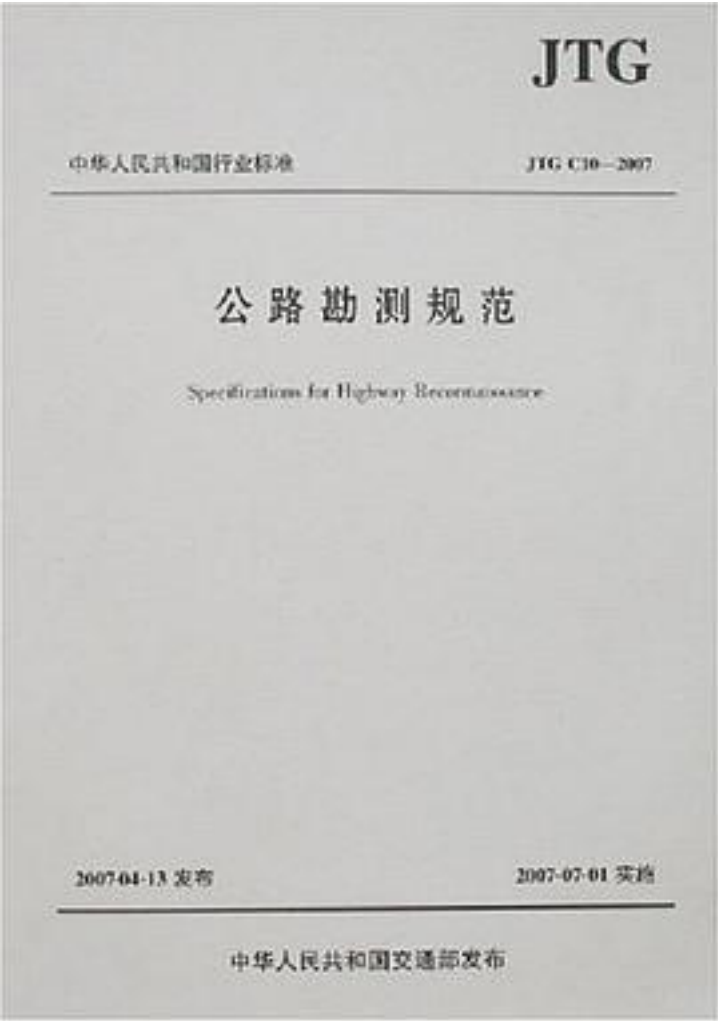 JTG
中华人民共和国行业标准 JTG C10—2007
公路勘测规范
Specifications for Highway Reconnaissance
2007-04-13 发布 2007-07-01 实施
中华人民共和国交通部发布